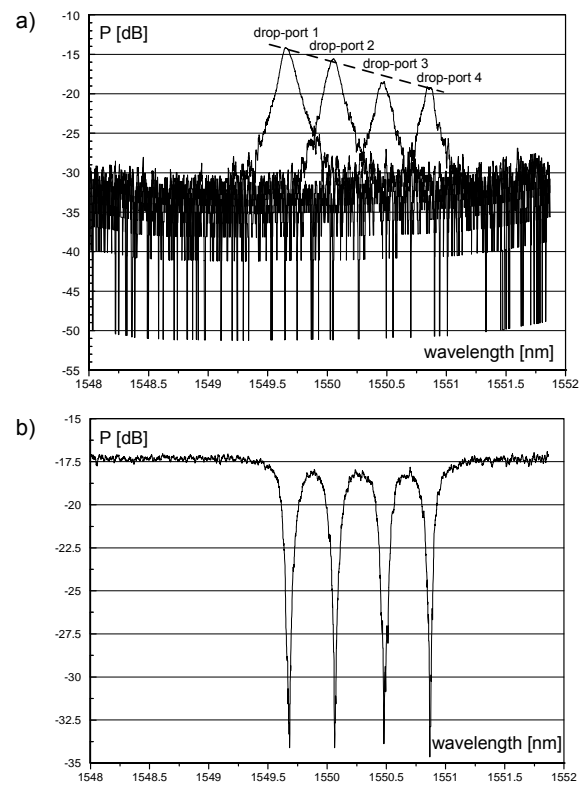 a)
P [dB]
drop-port 1
drop-port 2
drop-port 3
drop-port 4
-10
-15
-20
-25
-30
-35
-40
-45
-50
-55
wavelength [nm]
1548 1548.5 1549 1549.5 1550 1550.5 1551 1551.5 1552
b)
P [dB]
-15
-17.5
-20
-22.5
-25
-27.5
-30
-32.5
-35
wavelength [nm]
1548 1548.5 1549 1549.5 1550 1550.5 1551 1551.5 1552